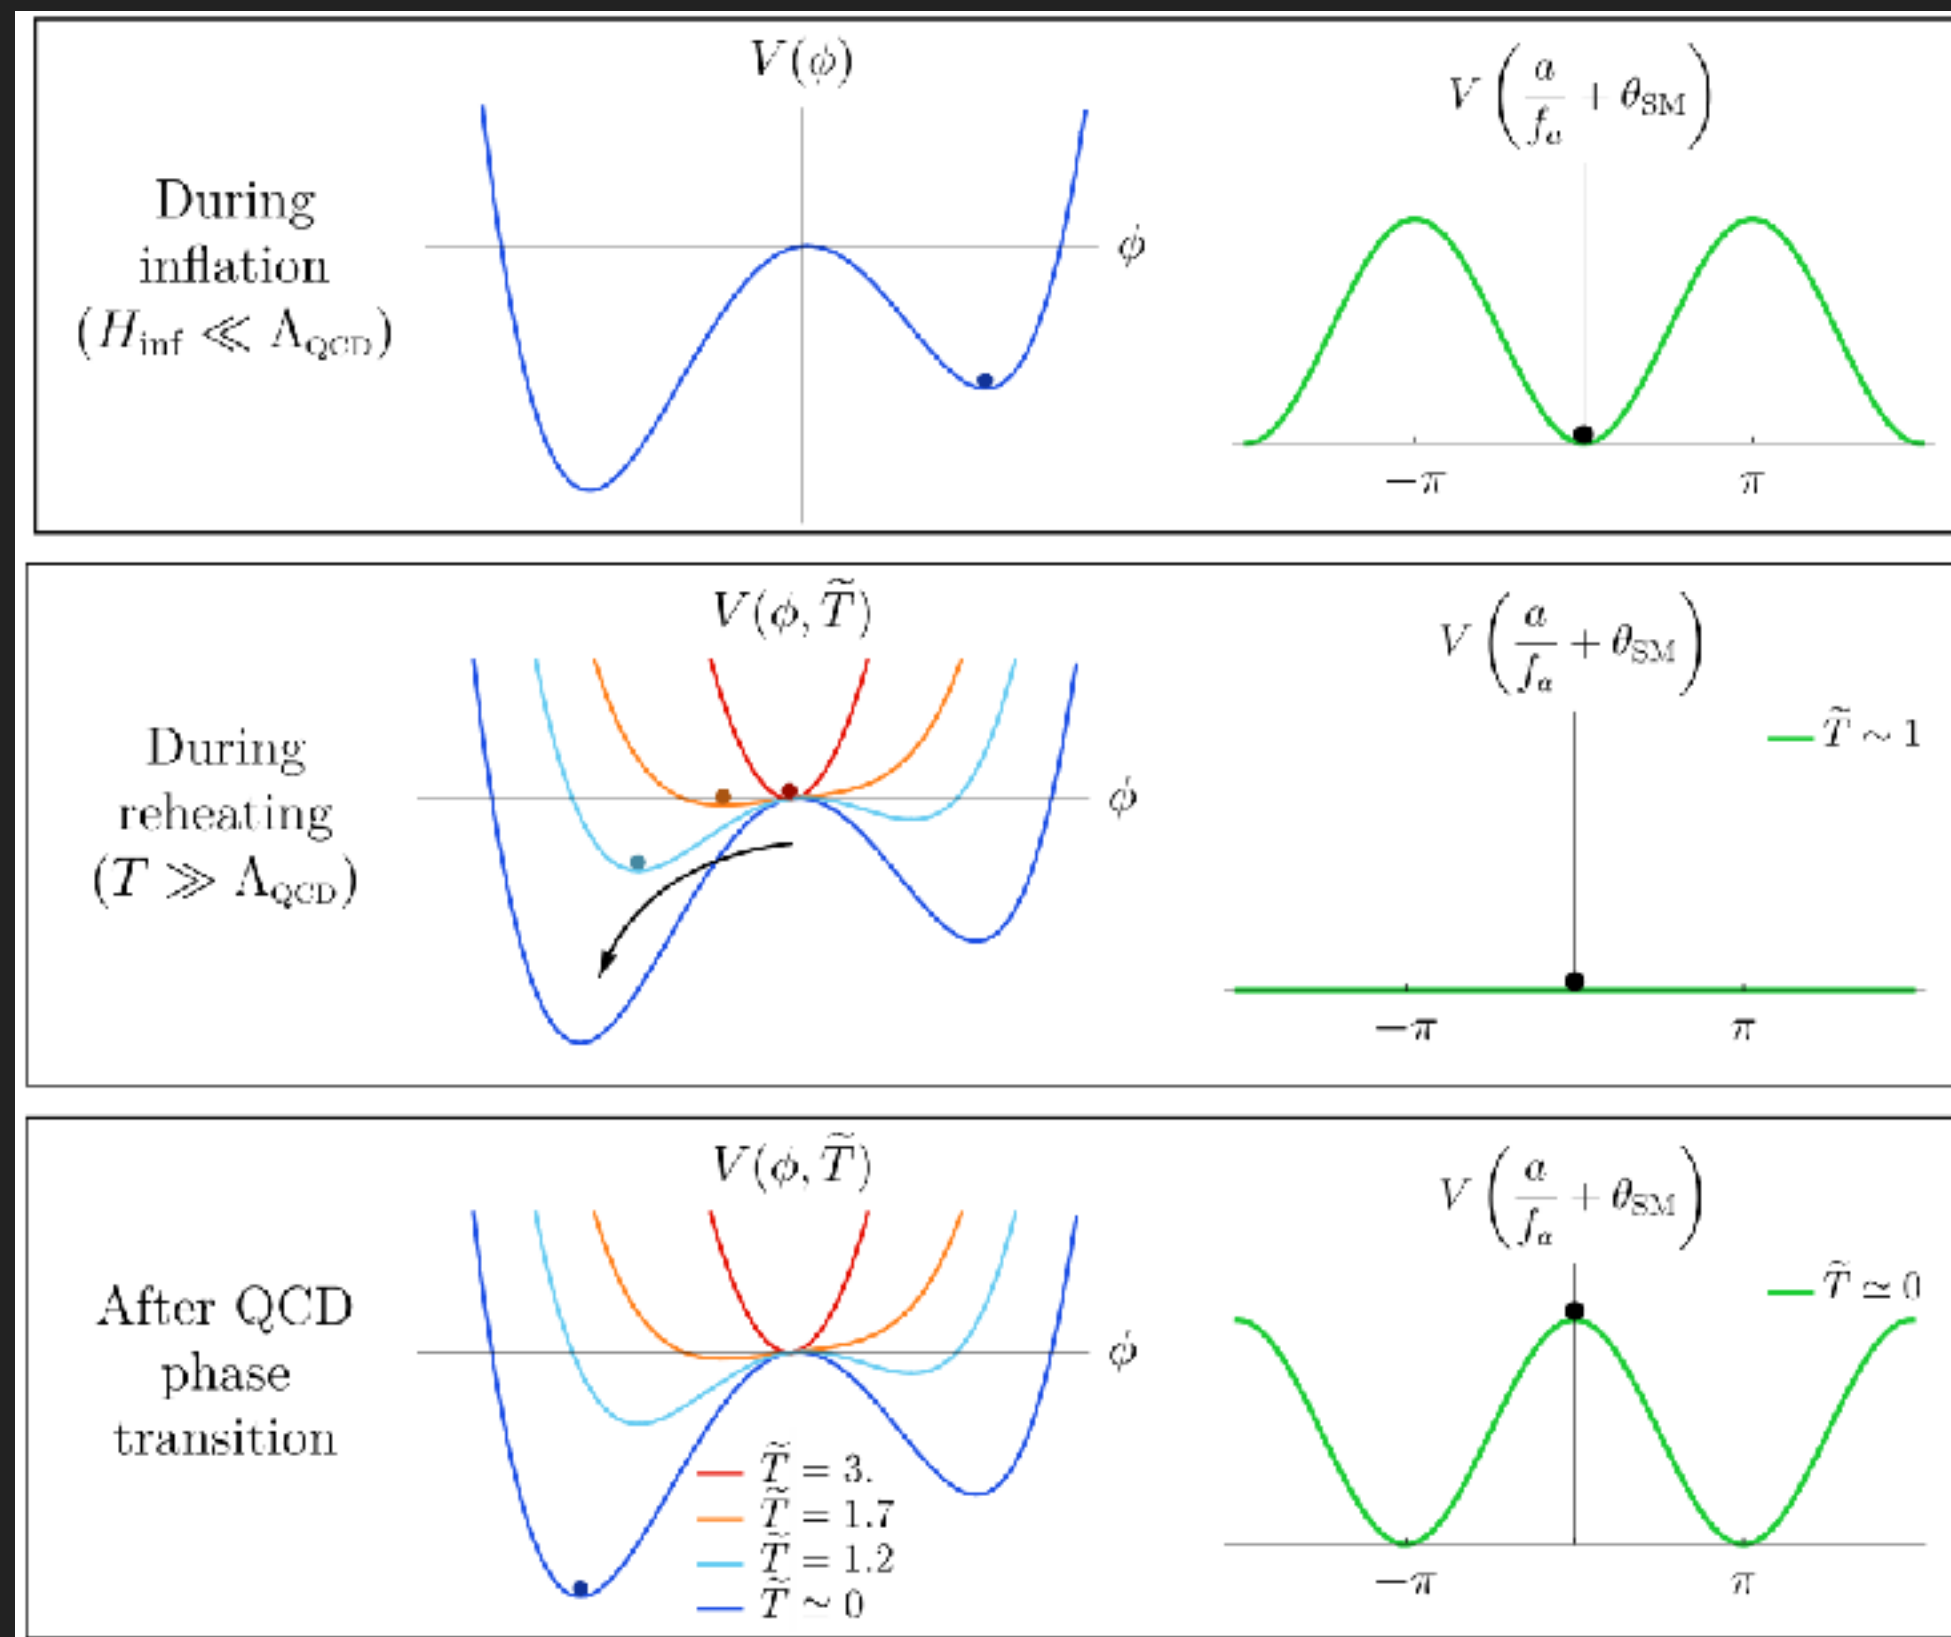 V(ϕ)
V(a/f_a + θ_SM)
During
inflation
(H_inf ≪ Λ_QCD)
ϕ
−π
π
V(ϕ, T̃)
V(a/f_a + θ_SM)
T̃ ∼ 1
During
reheating
(T ≫ Λ_QCD)
ϕ
−π
π
V(ϕ, T̃)
V(a/f_a + θ_SM)
T̃ ≃ 0
After QCD
phase
transition
ϕ
T̃ = 3.
T̃ = 1.7
T̃ = 1.2
T̃ ≃ 0
−π
π